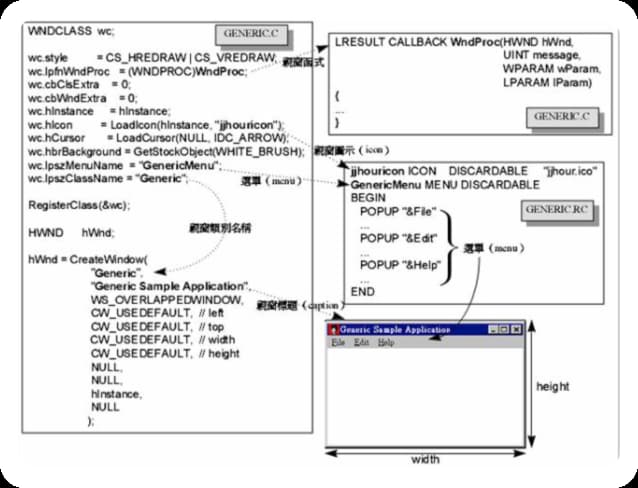 WNDCLASS wc;
GENERIC.C
wc.style = CS_HREDRAW | CS_VREDRAW;
wc.lpfnWndProc = (WNDPROC)WndProc;
wc.cbClsExtra = 0;
wc.cbWndExtra = 0;
wc.hInstance = hInstance;
wc.hIcon = LoadIcon(hInstance, "jjhouricon");
wc.hCursor = LoadCursor(NULL, IDC_ARROW);
wc.hbrBackground = GetStockObject(WHITE_BRUSH);
wc.lpszMenuName = "GenericMenu";
wc.lpszClassName = "Generic";
RegisterClass(&wc);
HWND hWnd;
hWnd = CreateWindow(
"Generic",
"Generic Sample Application",
WS_OVERLAPPEDWINDOW,
CW_USEDEFAULT, // left
CW_USEDEFAULT, // top
CW_USEDEFAULT, // width
CW_USEDEFAULT, // height
NULL,
NULL,
hInstance,
NULL
);
視窗函式
視窗圖示 (icon)
選單 (menu)
視窗類別名稱
視窗標題 (caption)
LRESULT CALLBACK WndProc(HWND hWnd,
UINT message,
WPARAM wParam,
LPARAM lParam)
{
...
}
GENERIC.C
jjhouricon ICON DISCARDABLE "jjhour.ico"
GenericMenu MENU DISCARDABLE
BEGIN
GENERIC.RC
POPUP "&File"
...
POPUP "&Edit"
...
POPUP "&Help"
...
END
選單 (menu)
Generic Sample Application
File Edit Help
height
width